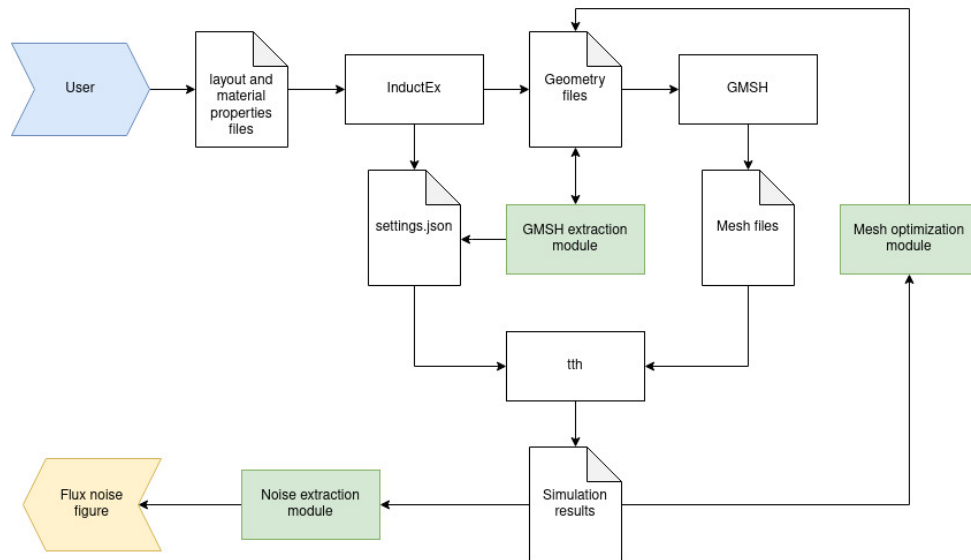 User
layout and
material
properties
files
InductEx
Geometry
files
GMSH
settings.json
GMSH extraction
module
Mesh files
Mesh optimization
module
tth
Flux noise
figure
Noise extraction
module
Simulation
results